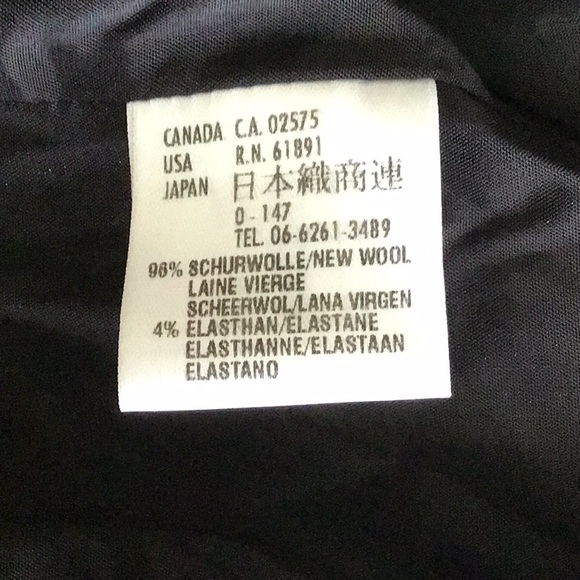 CANADA C.A. 02575
USA R.N. 61891
JAPAN 日本織商連
0-147
TEL. 06-6261-3489
96% SCHURWOLLE/NEW WOOL
LAINE VIERGE
SCHEERWOL/LANA VIRGEN
4% ELASTHAN/ELASTANE
ELASTHANNE/ELASTAAN
ELASTANO